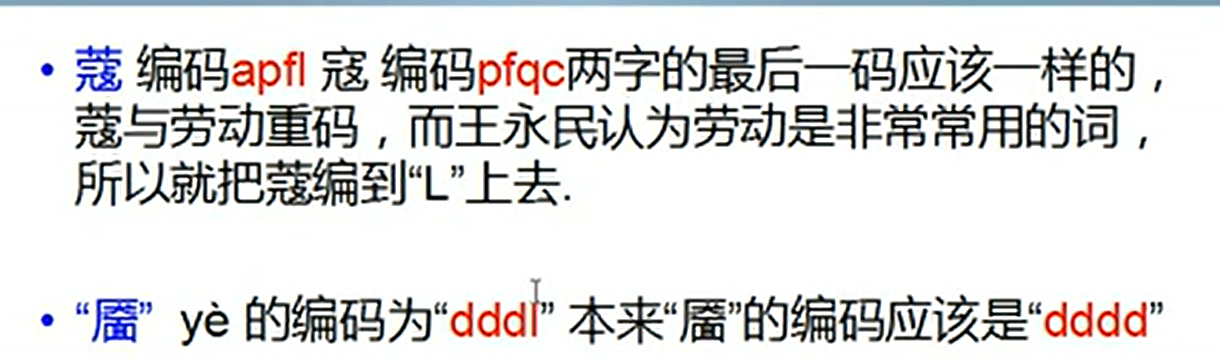 • 蔻 编码apfl 寇 编码pfqc两字的最后一码应该一样的，
蔻与劳动重码，而王永民认为劳动是非常常用的词，
所以就把蔻编到“L”上去.
• “靥” yè 的编码为“dddl” 本来“靥”的编码应该是“dddd”